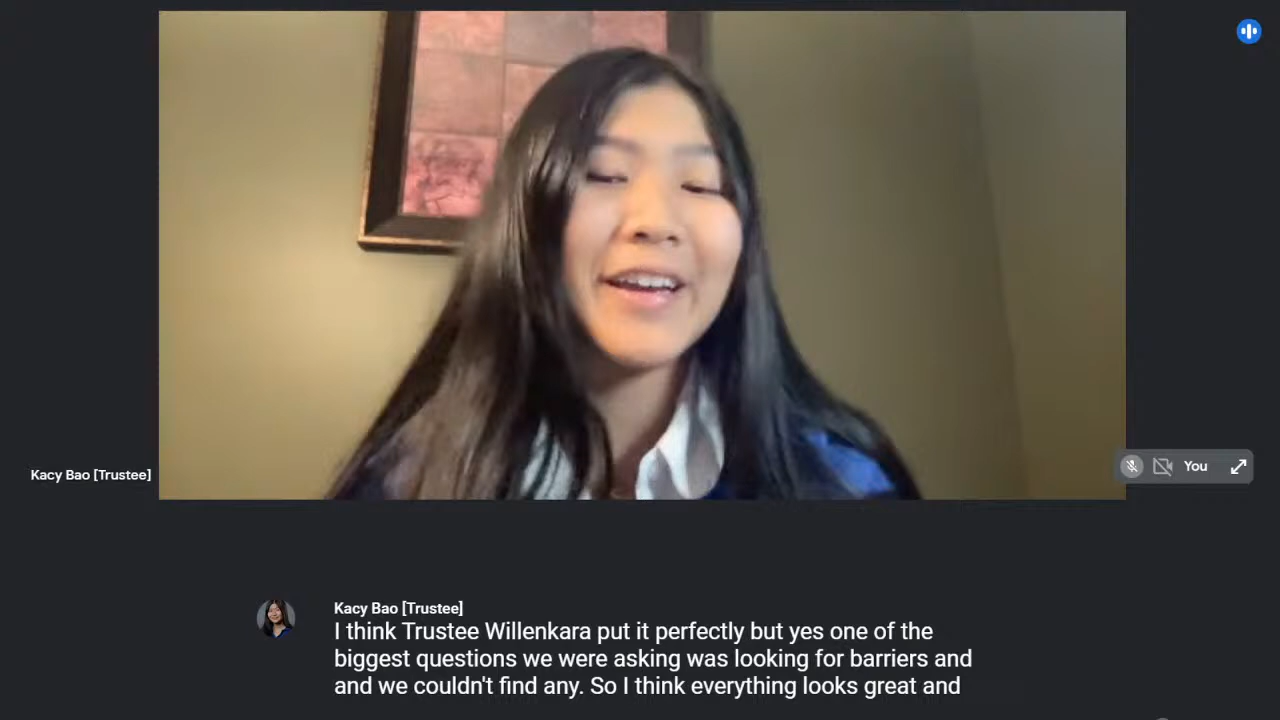 Kacy Bao [Trustee]
You
Kacy Bao [Trustee]
I think Trustee Willenkara put it perfectly but yes one of the
biggest questions we were asking was looking for barriers and
and we couldn't find any. So I think everything looks great and